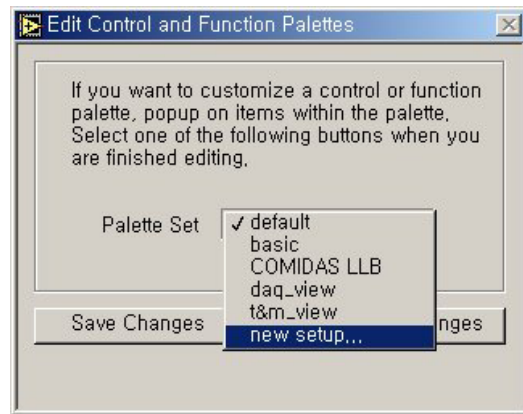 Edit Control and Function Palettes
If you want to customize a control or function
palette, popup on items within the palette,
Select one of the following buttons when you
are finished editing,
Palette Set ✓ default
basic
COMIDAS LLB
daq_view
t&m_view
new setup,,,
Save Changes nges